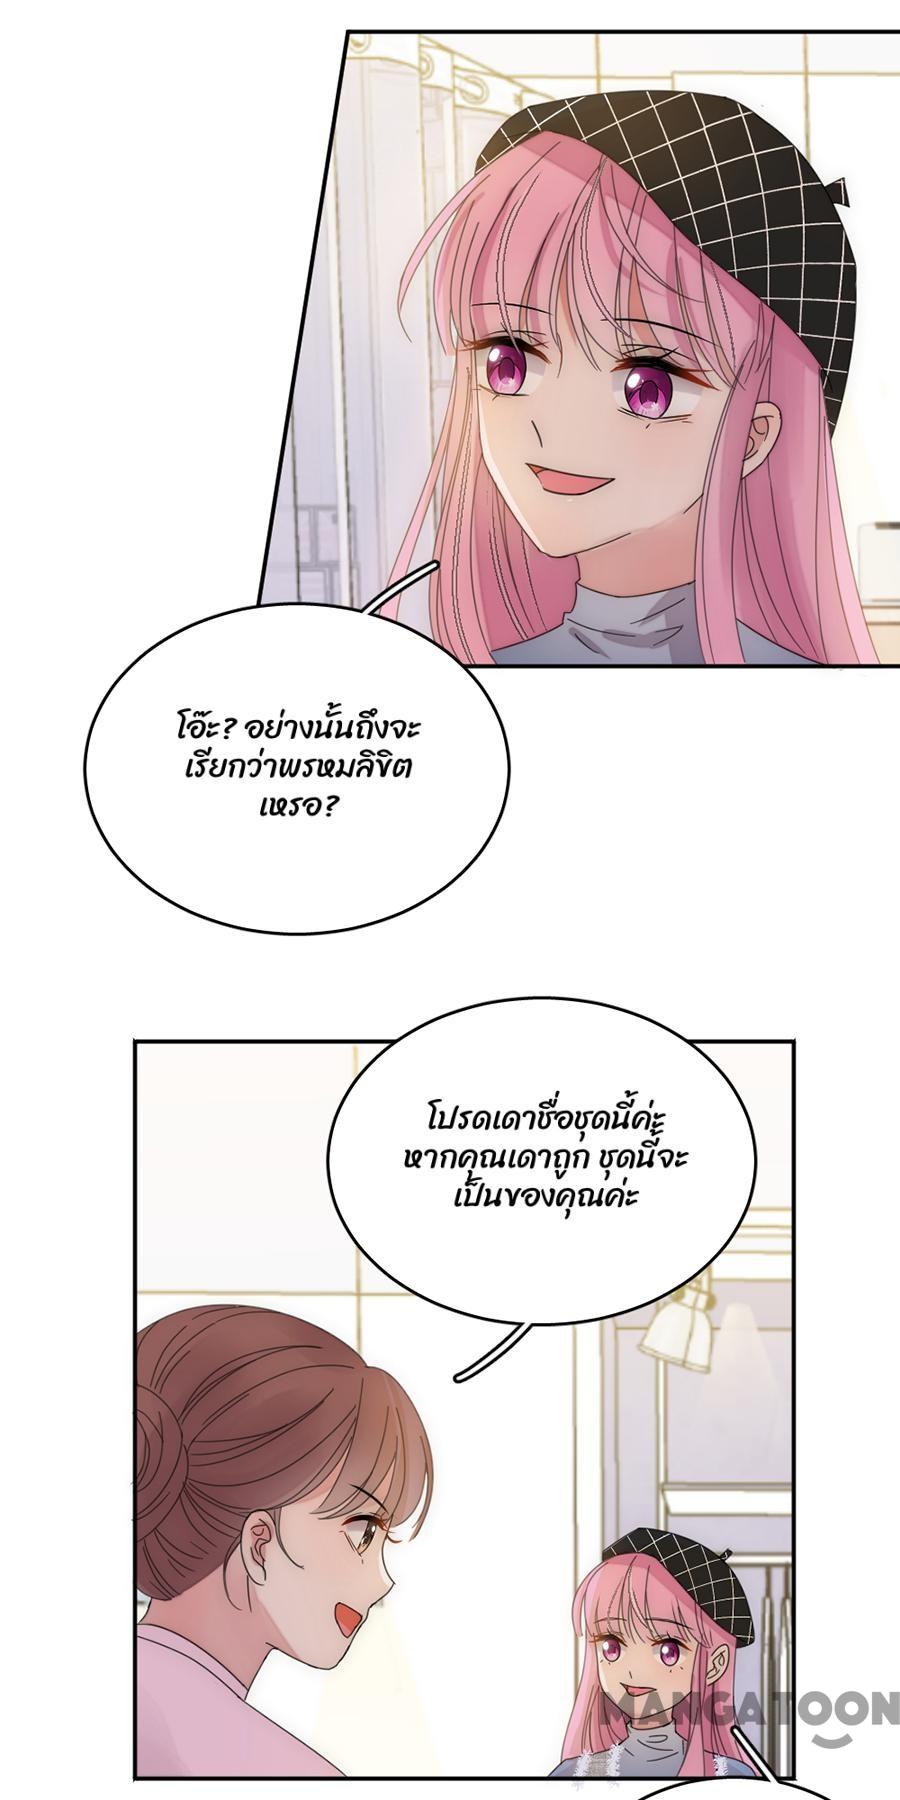 โอ๊ะ? อย่างนั้นถึงจะ
เรียกว่าพรหมลิขิต
เหรอ?
โปรดเดาชื่อชุดนี้ค่ะ
หากคุณเดาถูก ชุดนี้จะ
เป็นของคุณค่ะ
MANGATOON